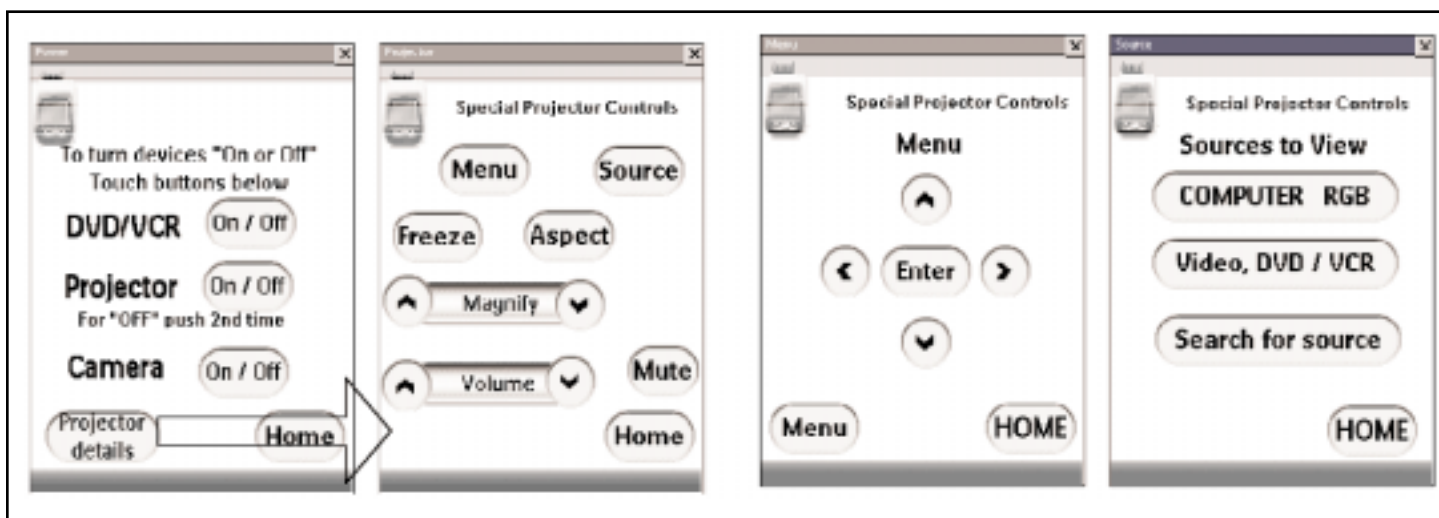 Power
To turn devices "On or Off"
Touch buttons below
DVD/VCR On / Off
Projector On / Off
For "OFF" push 2nd time
Camera On / Off
Projector details
Home
Projector
Special Projector Controls
Menu Source
Freeze Aspect
Magnify
Volume Mute
Home
Menu
Special Projector Controls
Menu
Enter
Menu HOME
Source
Special Projector Controls
Sources to View
COMPUTER RGB
Video, DVD / VCR
Search for source
HOME